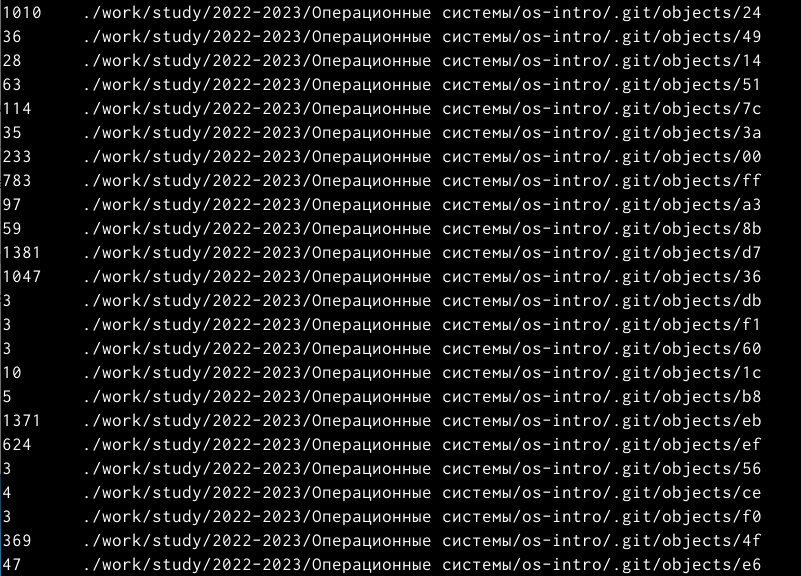 1010    ./work/study/2022-2023/Операционные системы/os-intro/.git/objects/24
36      ./work/study/2022-2023/Операционные системы/os-intro/.git/objects/49
28      ./work/study/2022-2023/Операционные системы/os-intro/.git/objects/14
63      ./work/study/2022-2023/Операционные системы/os-intro/.git/objects/51
114     ./work/study/2022-2023/Операционные системы/os-intro/.git/objects/7c
35      ./work/study/2022-2023/Операционные системы/os-intro/.git/objects/3a
233     ./work/study/2022-2023/Операционные системы/os-intro/.git/objects/00
783     ./work/study/2022-2023/Операционные системы/os-intro/.git/objects/ff
97      ./work/study/2022-2023/Операционные системы/os-intro/.git/objects/a3
59      ./work/study/2022-2023/Операционные системы/os-intro/.git/objects/8b
1381    ./work/study/2022-2023/Операционные системы/os-intro/.git/objects/d7
1047    ./work/study/2022-2023/Операционные системы/os-intro/.git/objects/36
3       ./work/study/2022-2023/Операционные системы/os-intro/.git/objects/db
3       ./work/study/2022-2023/Операционные системы/os-intro/.git/objects/f1
3       ./work/study/2022-2023/Операционные системы/os-intro/.git/objects/60
10      ./work/study/2022-2023/Операционные системы/os-intro/.git/objects/1c
5       ./work/study/2022-2023/Операционные системы/os-intro/.git/objects/b8
1371    ./work/study/2022-2023/Операционные системы/os-intro/.git/objects/eb
624     ./work/study/2022-2023/Операционные системы/os-intro/.git/objects/ef
3       ./work/study/2022-2023/Операционные системы/os-intro/.git/objects/56
4       ./work/study/2022-2023/Операционные системы/os-intro/.git/objects/ce
3       ./work/study/2022-2023/Операционные системы/os-intro/.git/objects/f0
369     ./work/study/2022-2023/Операционные системы/os-intro/.git/objects/4f
47      ./work/study/2022-2023/Операционные системы/os-intro/.git/objects/e6